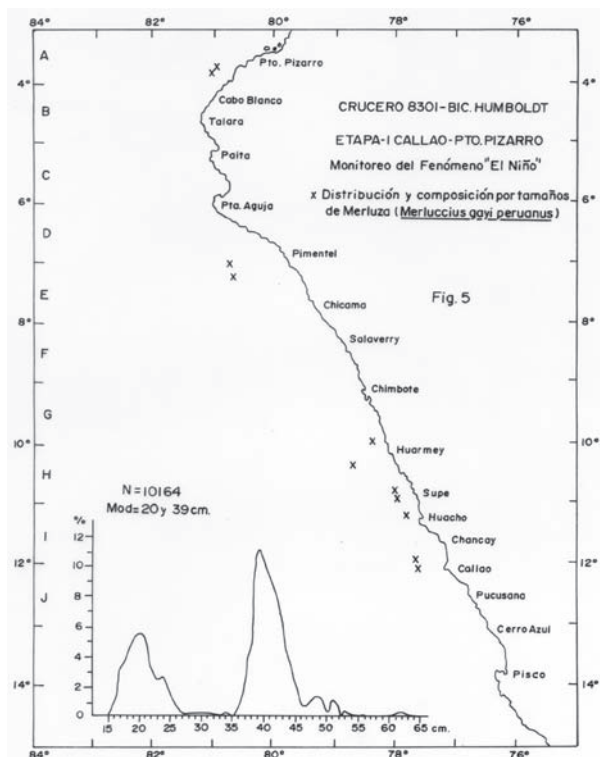 84° 82° 80° 78° 76°
A
4°
B
C
6°
D
E
8°
F
G
10°
H
I
12°
J
14°
Pto. Pizarro
Cabo Blanco
Talara
Paita
Pta. Aguja
Pimentel
Chicama
Salaverry
Chimbote
Huarmey
Supe
Huacho
Chancay
Callao
Pucusana
Cerro Azul
Pisco
CRUCERO 8301-BIC. HUMBOLDT
ETAPA-I CALLAO-PTO. PIZARRO
Monitoreo del Fenómeno "El Niño"
x Distribución y composición por tamaños
de Merluza (Merluccius gayi peruanus)
Fig. 5
4°
6°
8°
10°
12°
14°
N=10164
Mod=20 y 39 cm.
%
12
10
8
6
4
2
0
15 20 25 30 35 40 45 50 55 60 65 cm.
84° 82° 80° 78° 76°